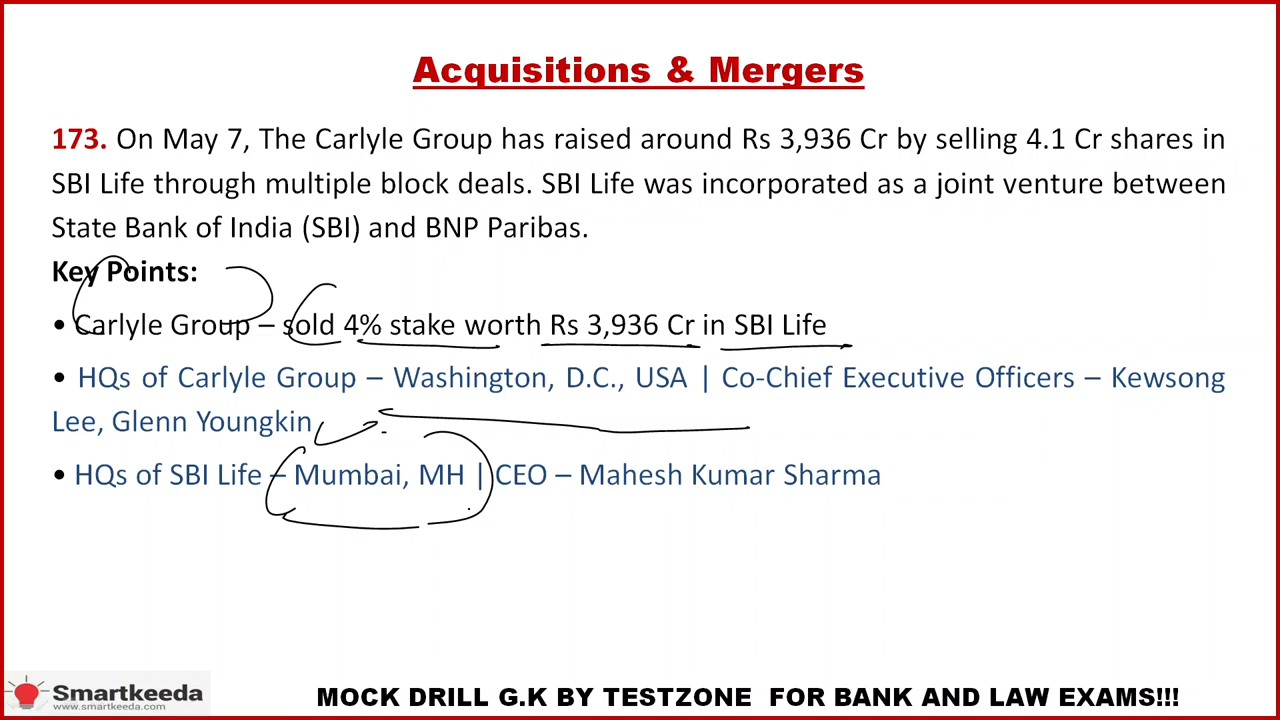 Acquisitions & Mergers
173. On May 7, The Carlyle Group has raised around Rs 3,936 Cr by selling 4.1 Cr shares in
SBI Life through multiple block deals. SBI Life was incorporated as a joint venture between
State Bank of India (SBI) and BNP Paribas.
Key Points:
• Carlyle Group – sold 4% stake worth Rs 3,936 Cr in SBI Life
• HQs of Carlyle Group – Washington, D.C., USA | Co-Chief Executive Officers – Kewsong
Lee, Glenn Youngkin
• HQs of SBI Life – Mumbai, MH | CEO – Mahesh Kumar Sharma
Smartkeeda
www.smartkeeda.com
MOCK DRILL G.K BY TESTZONE FOR BANK AND LAW EXAMS!!!